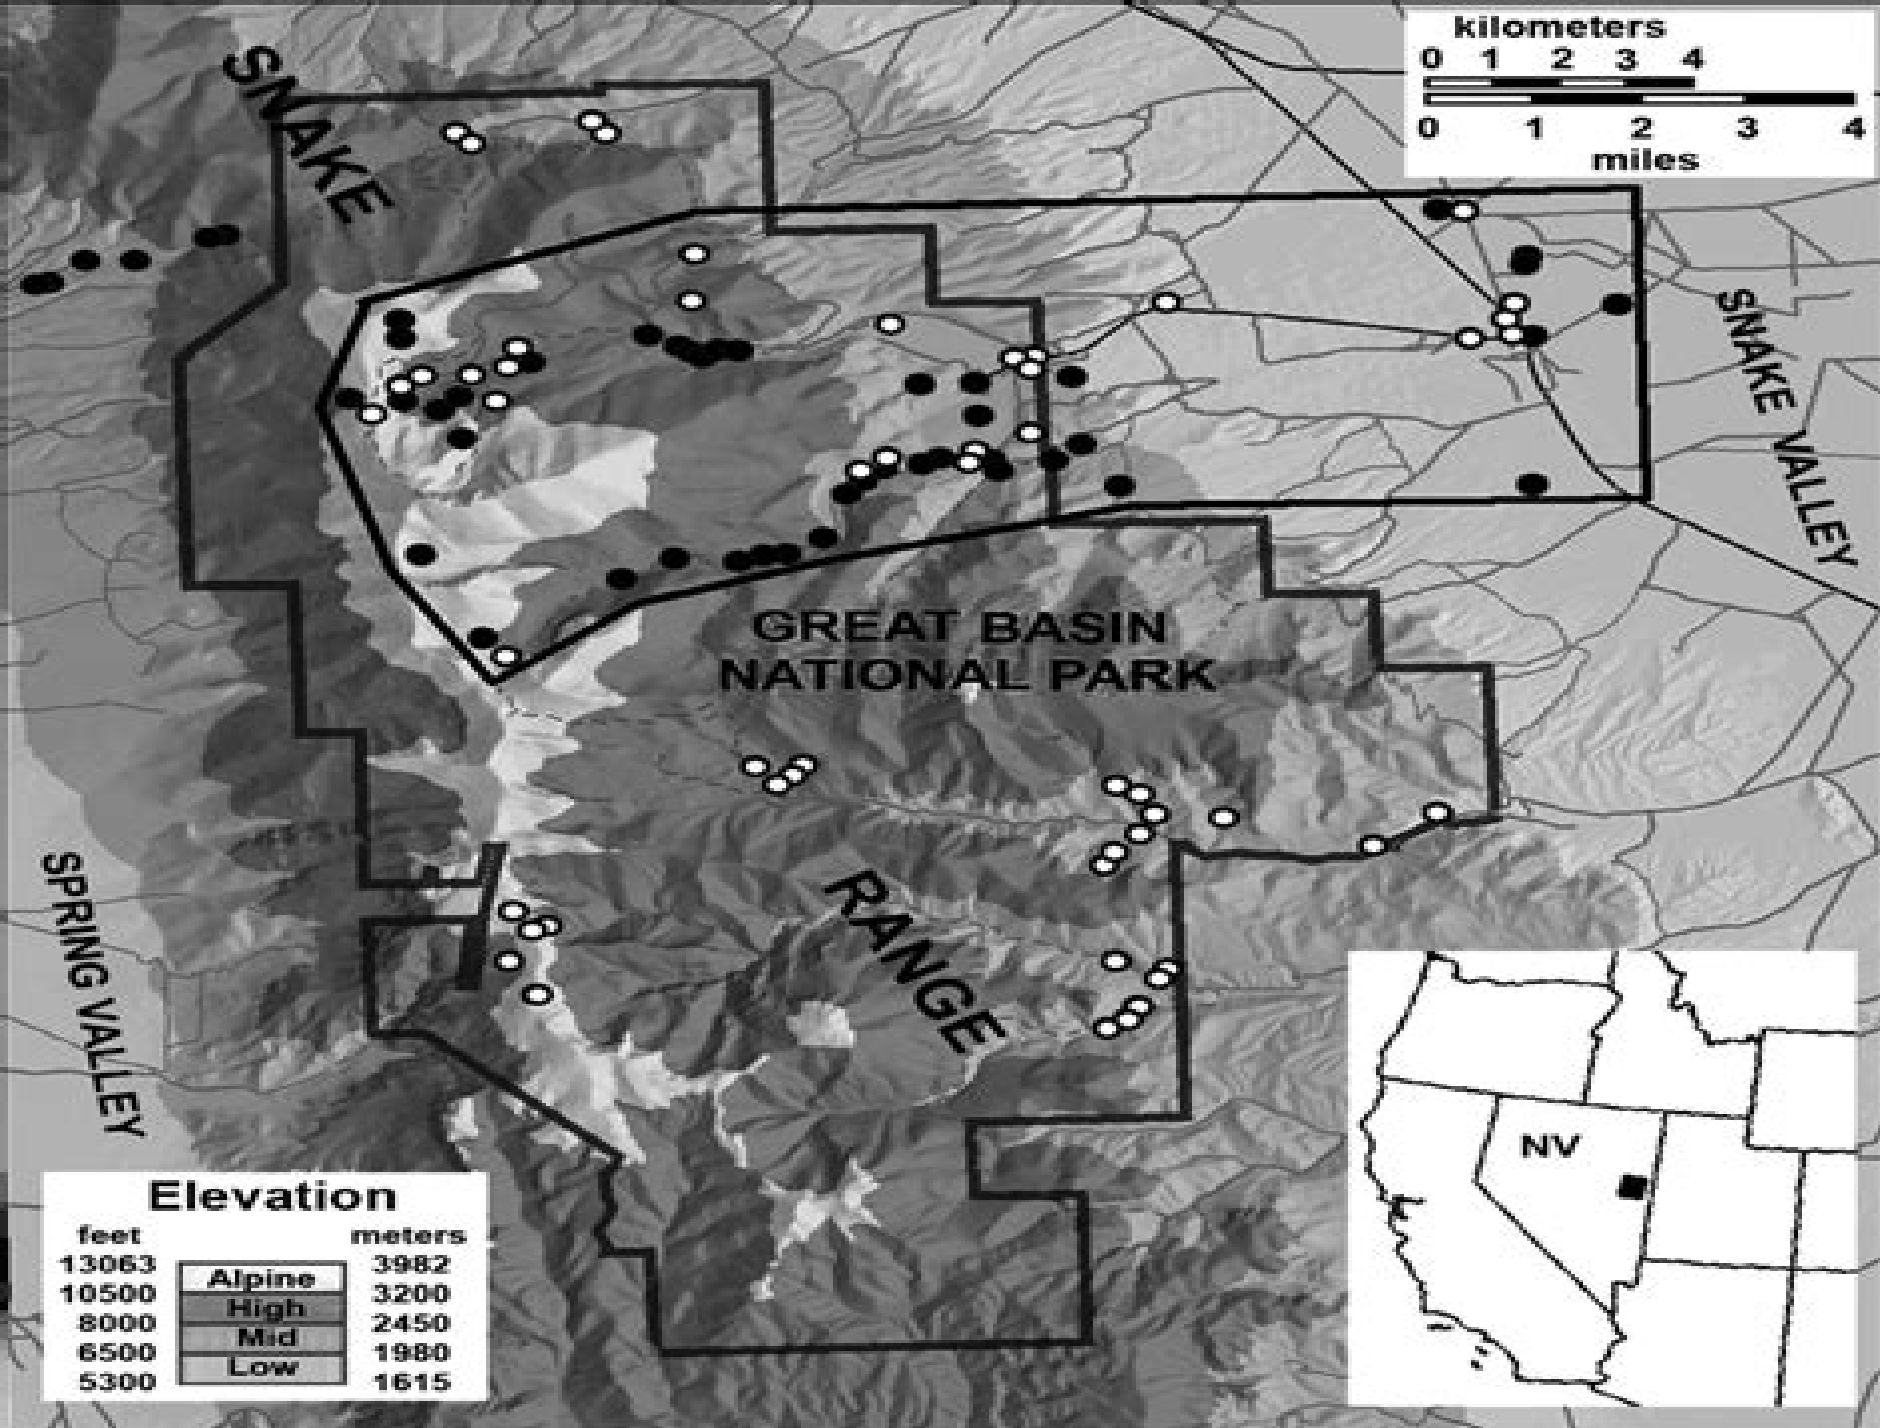 kilometers
0 1 2 3 4
0 1 2 3 4
miles
SNAKE
SNAKE VALLEY
GREAT BASIN
NATIONAL PARK
RANGE
SPRING VALLEY
NV
Elevation
feet meters
13063 3982
Alpine
10500 3200
High
8000 2450
Mid
6500 1980
Low
5300 1615